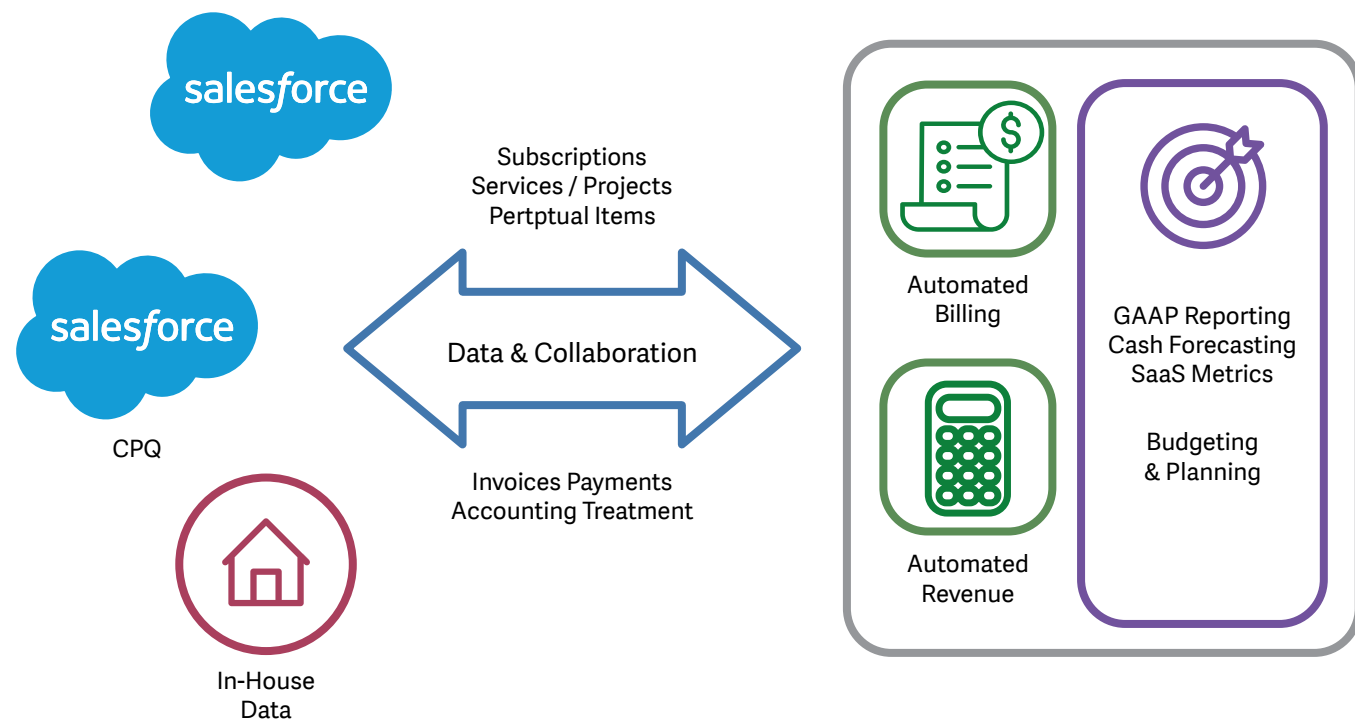 salesforce
salesforce
CPQ
In-House
Data
Subscriptions
Services / Projects
Pertptual Items
Data & Collaboration
Invoices Payments
Accounting Treatment
$
Automated
Billing
Automated
Revenue
GAAP Reporting
Cash Forecasting
SaaS Metrics
Budgeting
& Planning